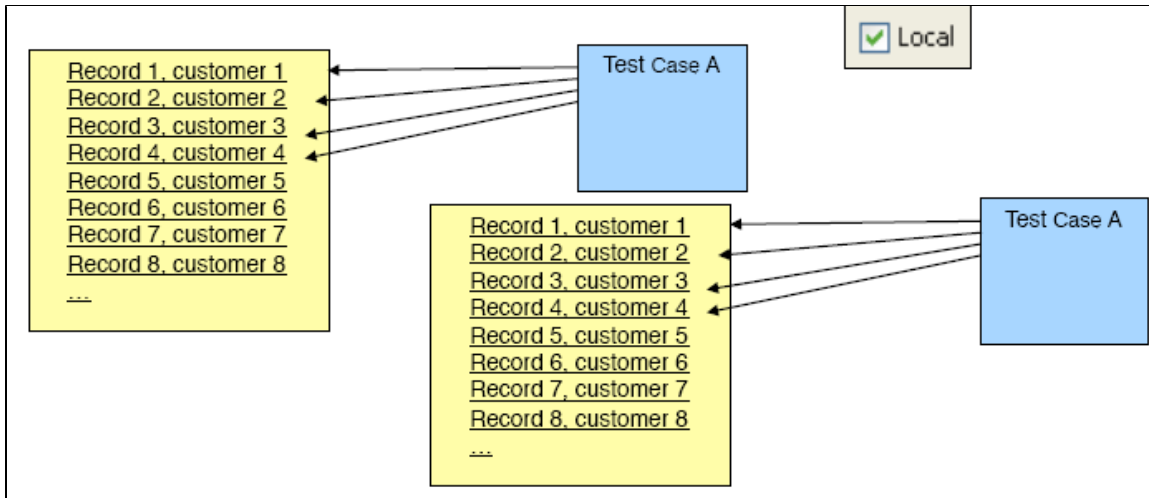 Local
Record 1, customer 1
Record 2, customer 2
Record 3, customer 3
Record 4, customer 4
Record 5, customer 5
Record 6, customer 6
Record 7, customer 7
Record 8, customer 8
...
Test Case A
Record 1, customer 1
Record 2, customer 2
Record 3, customer 3
Record 4, customer 4
Record 5, customer 5
Record 6, customer 6
Record 7, customer 7
Record 8, customer 8
...
Test Case A